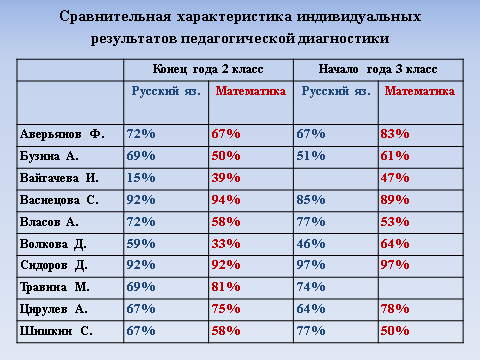 Сравнительная характеристика индивидуальных
результатов педагогической диагностики
Конец года 2 класс Начало года 3 класс
Русский яз. Математика Русский яз. Математика
Аверьянов Ф. 72% 67% 67% 83%
Бузина А. 69% 50% 51% 61%
Вайгачева И. 15% 39% 47%
Васнецова С. 92% 94% 85% 89%
Власов А. 72% 58% 77% 53%
Волкова Д. 59% 33% 46% 64%
Сидоров Д. 92% 92% 97% 97%
Травина М. 69% 81% 74%
Цирулев А. 67% 75% 64% 78%
Шишкин С. 67% 58% 77% 50%